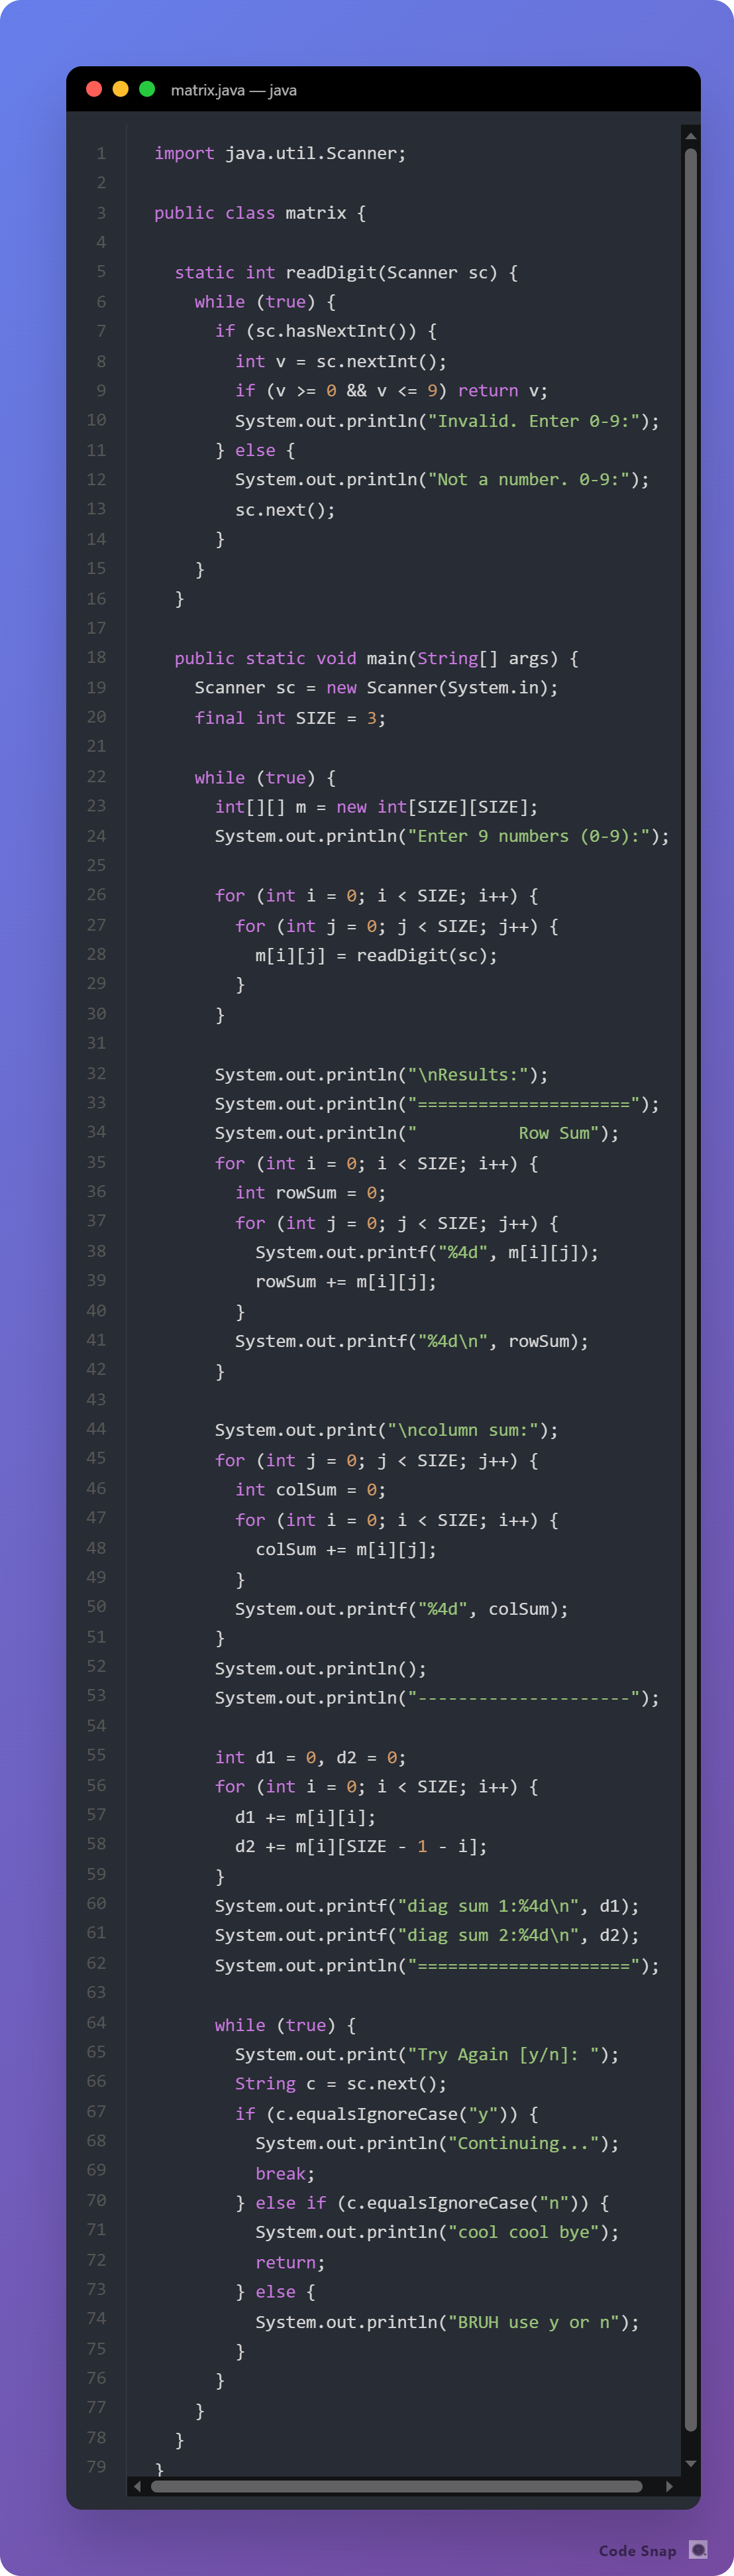 matrix.java — java
1 import java.util.Scanner;
2
3 public class matrix {
4
5   static int readDigit(Scanner sc) {
6     while (true) {
7       if (sc.hasNextInt()) {
8         int v = sc.nextInt();
9         if (v >= 0 && v <= 9) return v;
10         System.out.println("Invalid. Enter 0-9:");
11       } else {
12         System.out.println("Not a number. 0-9:");
13         sc.next();
14       }
15     }
16   }
17
18   public static void main(String[] args) {
19     Scanner sc = new Scanner(System.in);
20     final int SIZE = 3;
21
22     while (true) {
23       int[][] m = new int[SIZE][SIZE];
24       System.out.println("Enter 9 numbers (0-9):");
25
26       for (int i = 0; i < SIZE; i++) {
27         for (int j = 0; j < SIZE; j++) {
28           m[i][j] = readDigit(sc);
29         }
30       }
31
32       System.out.println("\nResults:");
33       System.out.println("=====================");
34       System.out.println("          Row Sum");
35       for (int i = 0; i < SIZE; i++) {
36         int rowSum = 0;
37         for (int j = 0; j < SIZE; j++) {
38           System.out.printf("%4d", m[i][j]);
39           rowSum += m[i][j];
40         }
41         System.out.printf("%4d\n", rowSum);
42       }
43
44       System.out.print("\ncolumn sum:");
45       for (int j = 0; j < SIZE; j++) {
46         int colSum = 0;
47         for (int i = 0; i < SIZE; i++) {
48           colSum += m[i][j];
49         }
50         System.out.printf("%4d", colSum);
51       }
52       System.out.println();
53       System.out.println("---------------------");
54
55       int d1 = 0, d2 = 0;
56       for (int i = 0; i < SIZE; i++) {
57         d1 += m[i][i];
58         d2 += m[i][SIZE - 1 - i];
59       }
60       System.out.printf("diag sum 1:%4d\n", d1);
61       System.out.printf("diag sum 2:%4d\n", d2);
62       System.out.println("=====================");
63
64       while (true) {
65         System.out.print("Try Again [y/n]: ");
66         String c = sc.next();
67         if (c.equalsIgnoreCase("y")) {
68           System.out.println("Continuing...");
69           break;
70         } else if (c.equalsIgnoreCase("n")) {
71           System.out.println("cool cool bye");
72           return;
73         } else {
74           System.out.println("BRUH use y or n");
75         }
76       }
77     }
78   }
79 }
Code Snap